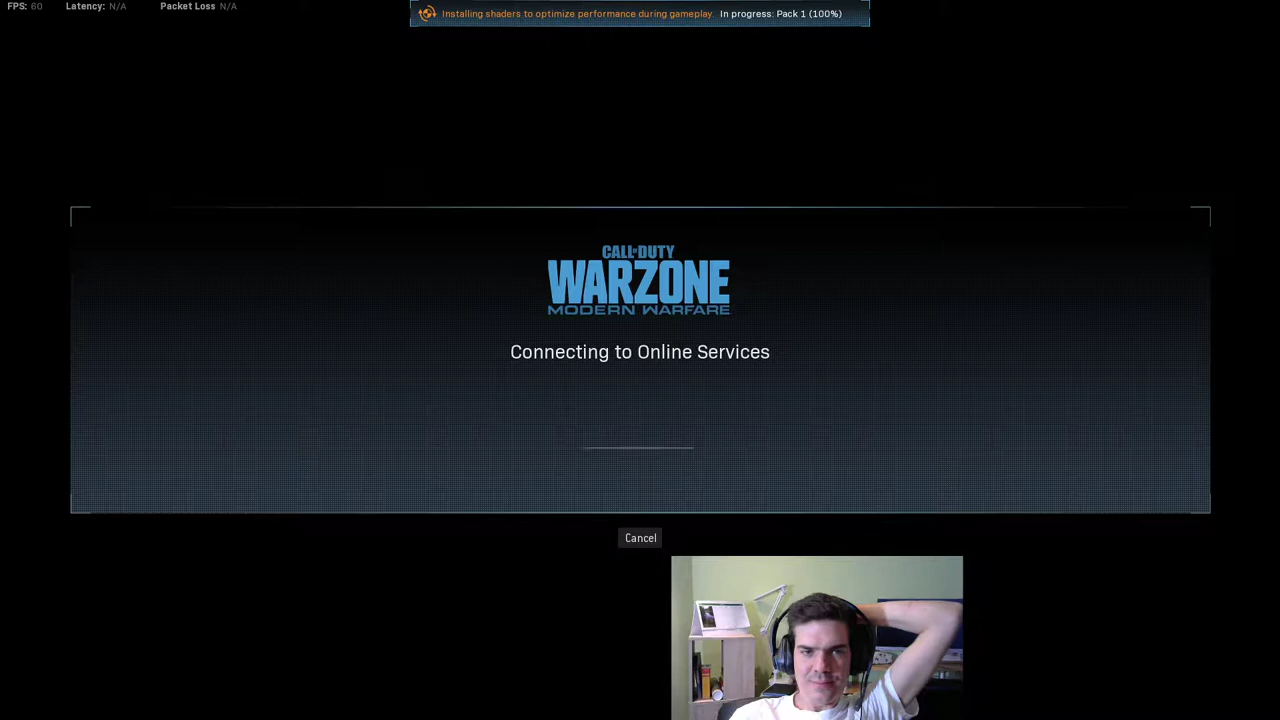 FPS: 60 Latency: N/A Packet Loss N/A
Installing shaders to optimize performance during gameplay. In progress: Pack 1 (100%)
CALL OF DUTY
WARZONE
MODERN WARFARE
Connecting to Online Services
Cancel